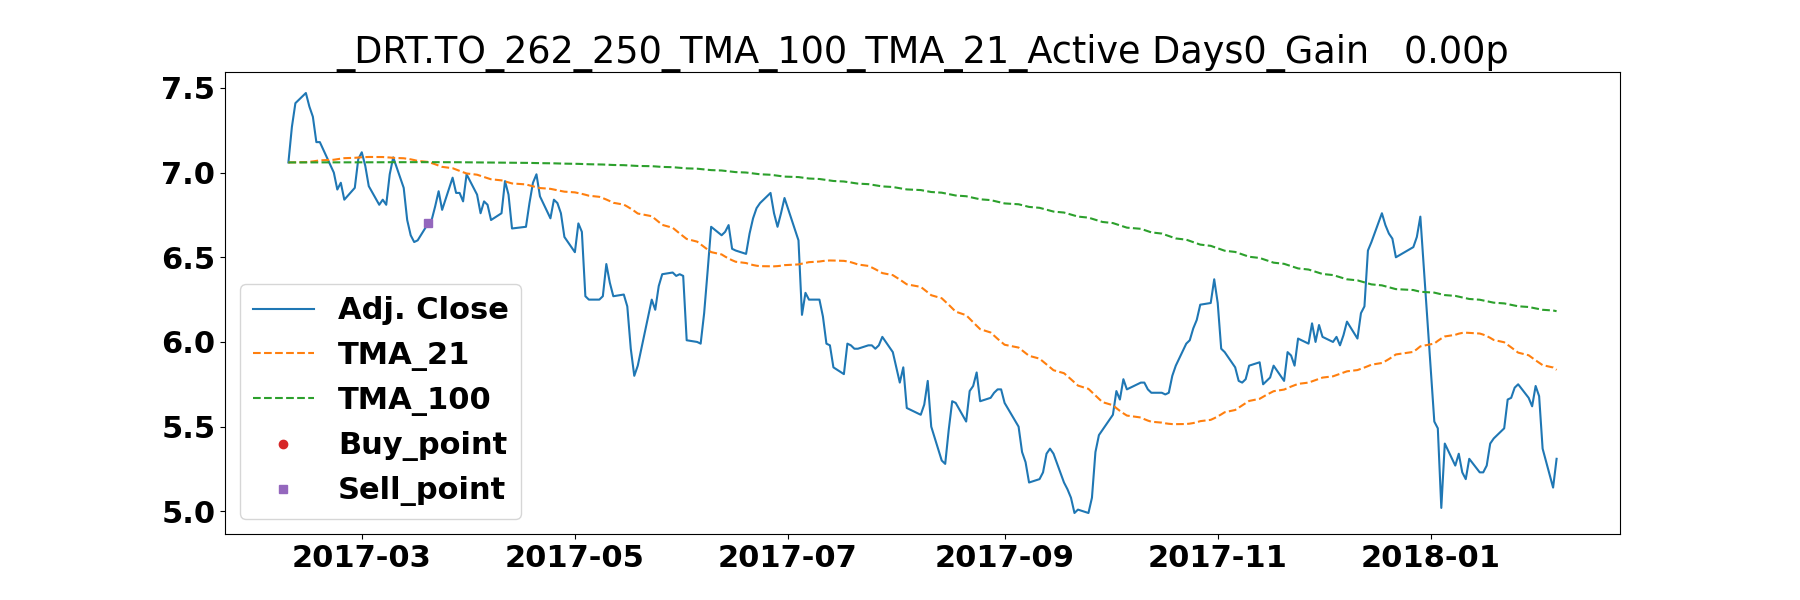 _DRT.TO_262_250_TMA_100_TMA_21_Active Days0_Gain   0.00p
7.5
7.0
6.5
6.0
5.5
5.0
Adj. Close
TMA_21
TMA_100
Buy_point
Sell_point
2017-03 2017-05 2017-07 2017-09 2017-11 2018-01